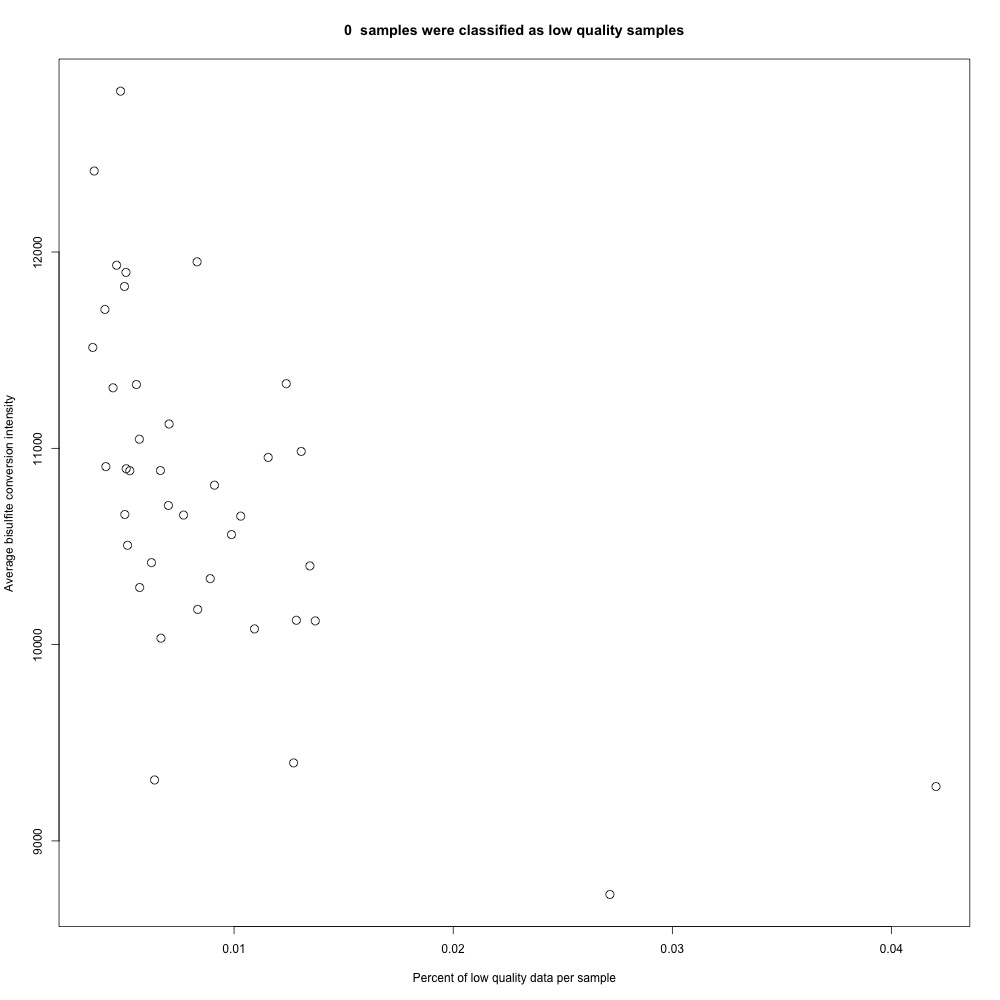 0  samples were classified as low quality samples
12000
11000
10000
9000
Average bisulfite conversion intensity
0.01 0.02 0.03 0.04
Percent of low quality data per sample